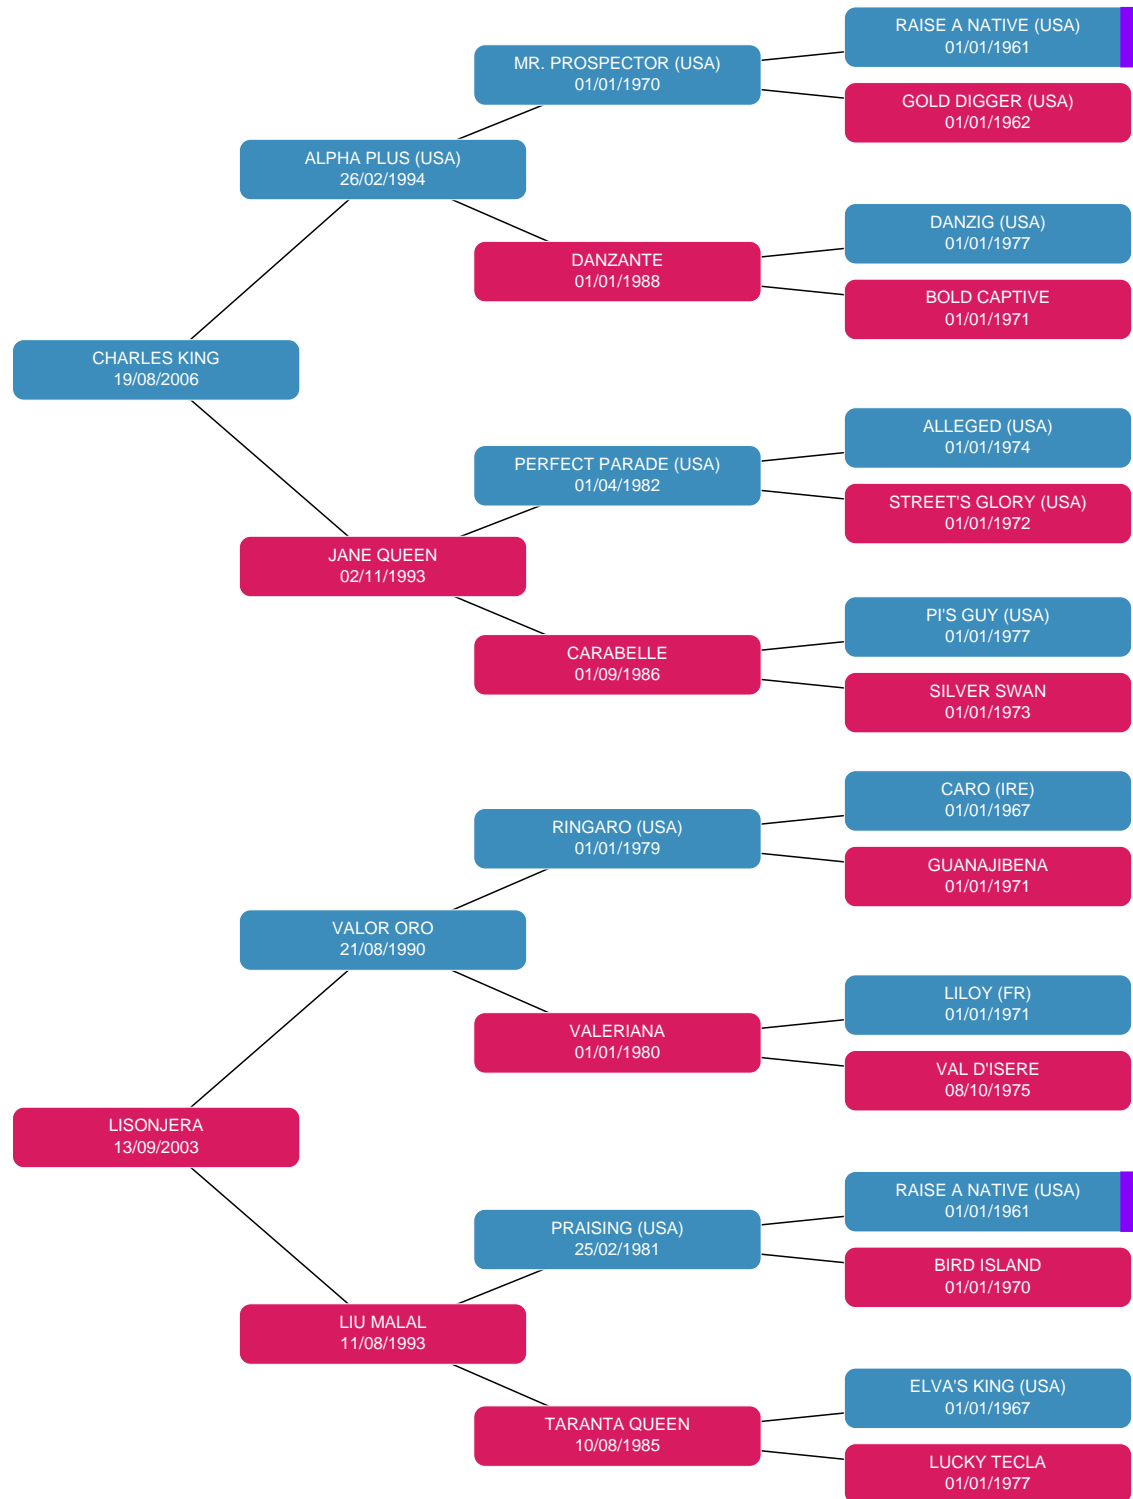 RAISE A NATIVE (USA)
01/01/1961
MR. PROSPECTOR (USA)
01/01/1970
GOLD DIGGER (USA)
01/01/1962
ALPHA PLUS (USA)
26/02/1994
DANZIG (USA)
01/01/1977
DANZANTE
01/01/1988
BOLD CAPTIVE
01/01/1971
CHARLES KING
19/08/2006
ALLEGED (USA)
01/01/1974
PERFECT PARADE (USA)
01/04/1982
STREET'S GLORY (USA)
01/01/1972
JANE QUEEN
02/11/1993
PI'S GUY (USA)
01/01/1977
CARABELLE
01/09/1986
SILVER SWAN
01/01/1973
CARO (IRE)
01/01/1967
RINGARO (USA)
01/01/1979
GUANAJIBENA
01/01/1971
VALOR ORO
21/08/1990
LILOY (FR)
01/01/1971
VALERIANA
01/01/1980
VAL D'ISERE
08/10/1975
LISONJERA
13/09/2003
RAISE A NATIVE (USA)
01/01/1961
PRAISING (USA)
25/02/1981
BIRD ISLAND
01/01/1970
LIU MALAL
11/08/1993
ELVA'S KING (USA)
01/01/1967
TARANTA QUEEN
10/08/1985
LUCKY TECLA
01/01/1977